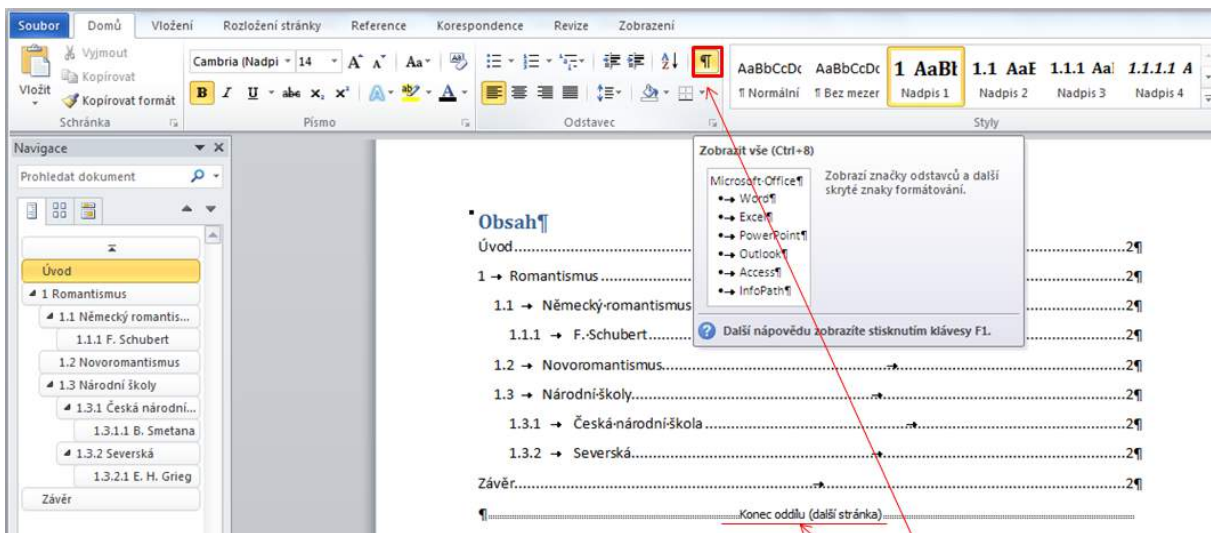 Soubor Domů Vložení Rozložení stránky Reference Korespondence Revize Zobrazení
Vložit
Vyjmout
Kopírovat
Kopírovat formát
Schránka
Cambria (Nadpi 14 A A Aa
B I U abc x₂ x² A ab A
Písmo
¶
Odstavec
AaBbCcDc AaBbCcDc 1 AaBb 1.1 AaB 1.1.1 AaI 1.1.1.1 A
¶ Normální ¶ Bez mezer Nadpis 1 Nadpis 2 Nadpis 3 Nadpis 4
Styly
Navigace
Prohledat dokument
Úvod
1 Romantismus
1.1 Německý romantis...
1.1.1 F. Schubert
1.2 Novoromantismus
1.3 Národní školy
1.3.1 Česká národní...
1.3.1.1 B. Smetana
1.3.2 Severská
1.3.2.1 E. H. Grieg
Závěr
Zobrazit vše (Ctrl+8)
Microsoft·Office¶
•→ Word¶
•→ Excel¶
•→ PowerPoint¶
•→ Outlook¶
•→ Access¶
•→ InfoPath¶
Zobrazí značky odstavců a další
skryté znaky formátování.
Další nápovědu zobrazíte stisknutím klávesy F1.
Obsah¶
Úvod...2¶
1 → Romantismus...2¶
1.1 → Německý·romantismus...2¶
1.1.1 → F.·Schubert...2¶
1.2 → Novoromantismus...→...2¶
1.3 → Národní·školy...→...2¶
1.3.1 → Česká·národní·škola...→...2¶
1.3.2 → Severská...→...2¶
Závěr...→...2¶
¶...Konec oddílu (další stránka)...